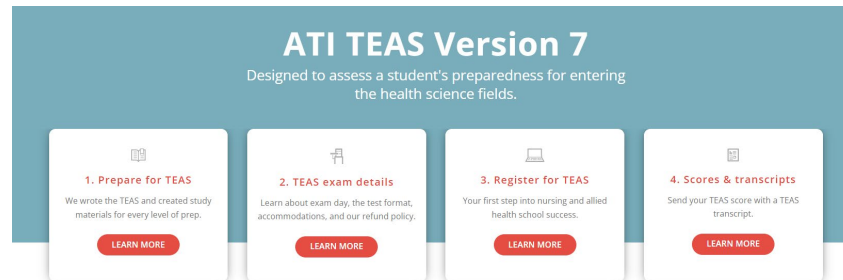 ATI TEAS Version 7
Designed to assess a student's preparedness for entering
the health science fields.
1. Prepare for TEAS
We wrote the TEAS and created study
materials for every level of prep.
LEARN MORE
2. TEAS exam details
Learn about exam day, the test format,
accommodations, and our refund policy.
LEARN MORE
3. Register for TEAS
Your first step into nursing and allied
health school success.
LEARN MORE
4. Scores & transcripts
Send your TEAS score with a TEAS
transcript.
LEARN MORE